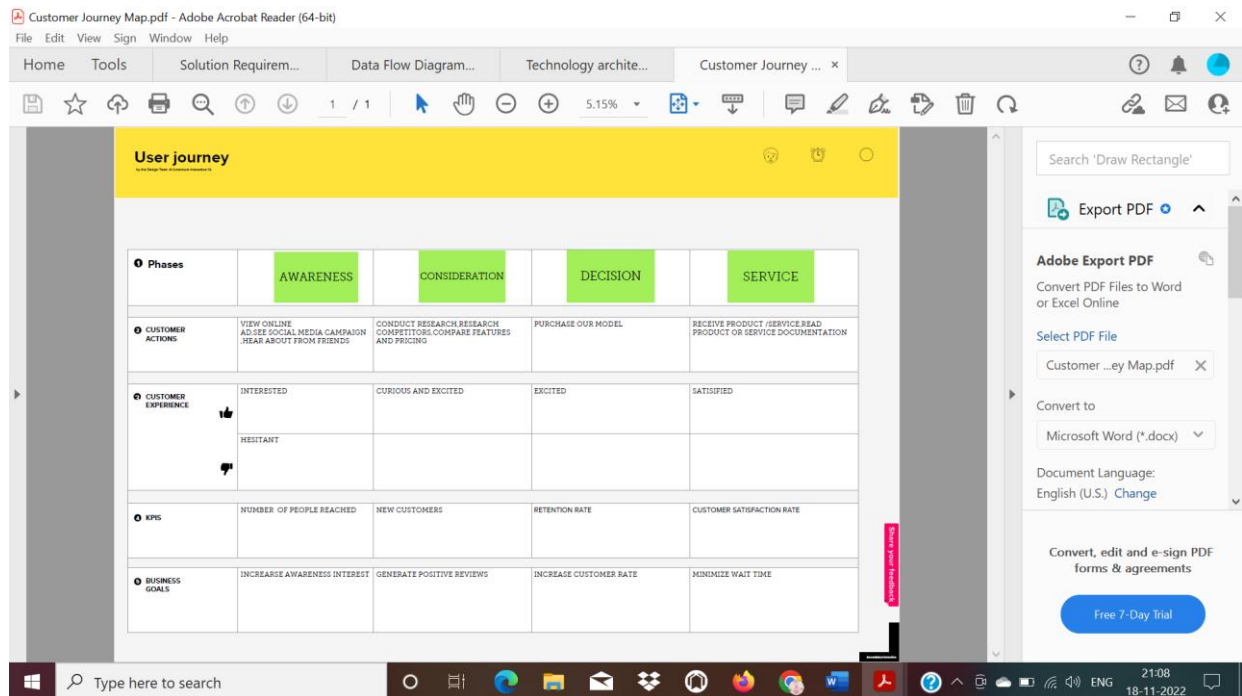 Customer Journey Map.pdf - Adobe Acrobat Reader (64-bit)
File Edit View Sign Window Help
Home Tools Solution Requirem... Data Flow Diagram... Technology archite... Customer Journey ... ×
1 / 1 5.15%
User journey
Search 'Draw Rectangle'
Export PDF
Adobe Export PDF
Convert PDF Files to Word
or Excel Online
Select PDF File
Customer ...ey Map.pdf
Convert to
Microsoft Word (*.docx)
Document Language:
English (U.S.) Change
Convert, edit and e-sign PDF
forms & agreements
Free 7-Day Trial
1 Phases
AWARENESS
CONSIDERATION
DECISION
SERVICE
2 CUSTOMER
ACTIONS
VIEW ONLINE
AD,SEE SOCIAL MEDIA CAMPAIGN
,HEAR ABOUT FROM FRIENDS
CONDUCT RESEARCH,RESEARCH
COMPETITORS,COMPARE FEATURES
AND PRICING
PURCHASE OUR MODEL
RECEIVE PRODUCT /SERVICE,READ
PRODUCT OR SERVICE DOCUMENTATION
3 CUSTOMER
EXPERIENCE
INTERESTED
CURIOUS AND EXCITED
EXCITED
SATISIFIED
HESITANT
4 KPIS
NUMBER OF PEOPLE REACHED
NEW CUSTOMERS
RETENTION RATE
CUSTOMER SATISFACTION RATE
5 BUSINESS
GOALS
INCREARSE AWARENESS INTEREST
GENERATE POSITIVE REVIEWS
INCREASE CUSTOMER RATE
MINIMIZE WAIT TIME
Share your feedback
Type here to search
ENG
21:08
18-11-2022